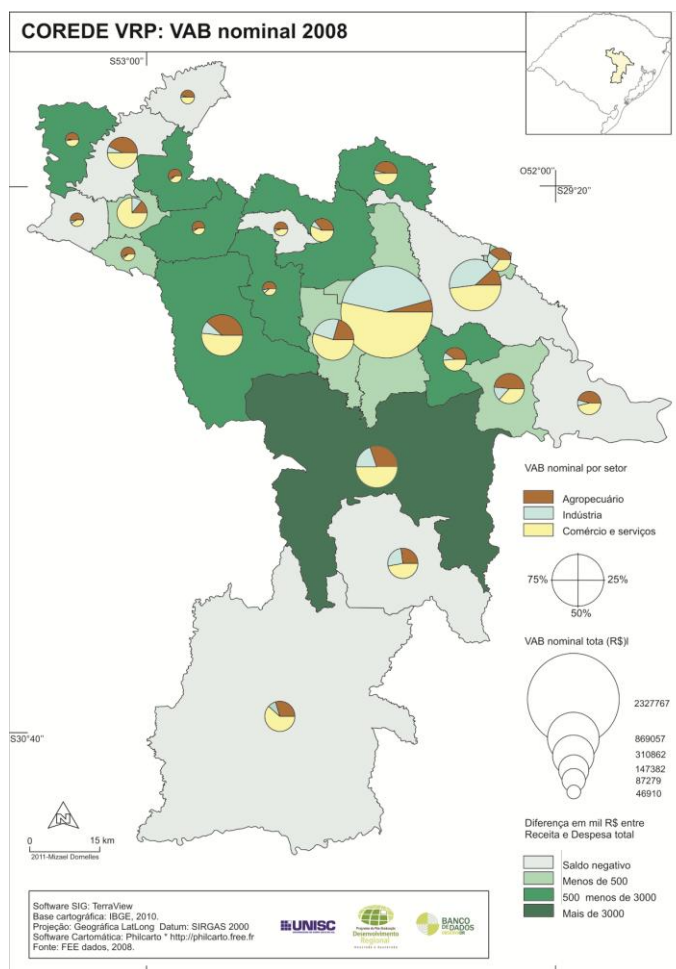 COREDE VRP: VAB nominal 2008
S53°00"
O52°00"
S29°20"
VAB nominal por setor
Agropecuário
Indústria
Comércio e serviços
75%
25%
50%
VAB nominal tota (R$)l
2327767
869057
310862
147382
87279
46910
S30°40"
N
0 15 km
2011-Mizael Dornelles
Diferença em mil R$ entre
Receita e Despesa total
Saldo negativo
Menos de 500
500 menos de 3000
Mais de 3000
Software SIG: TerraView
Base cartográfica: IBGE, 2010.
Projeção: Geográfica LatLong Datum: SIRGAS 2000
Software Cartomática: Philcarto * http://philcarto.free.fr
Fonte: FEE dados, 2008.
UNISC
Desenvolvimento
Regional
BANCO
DE DADOS